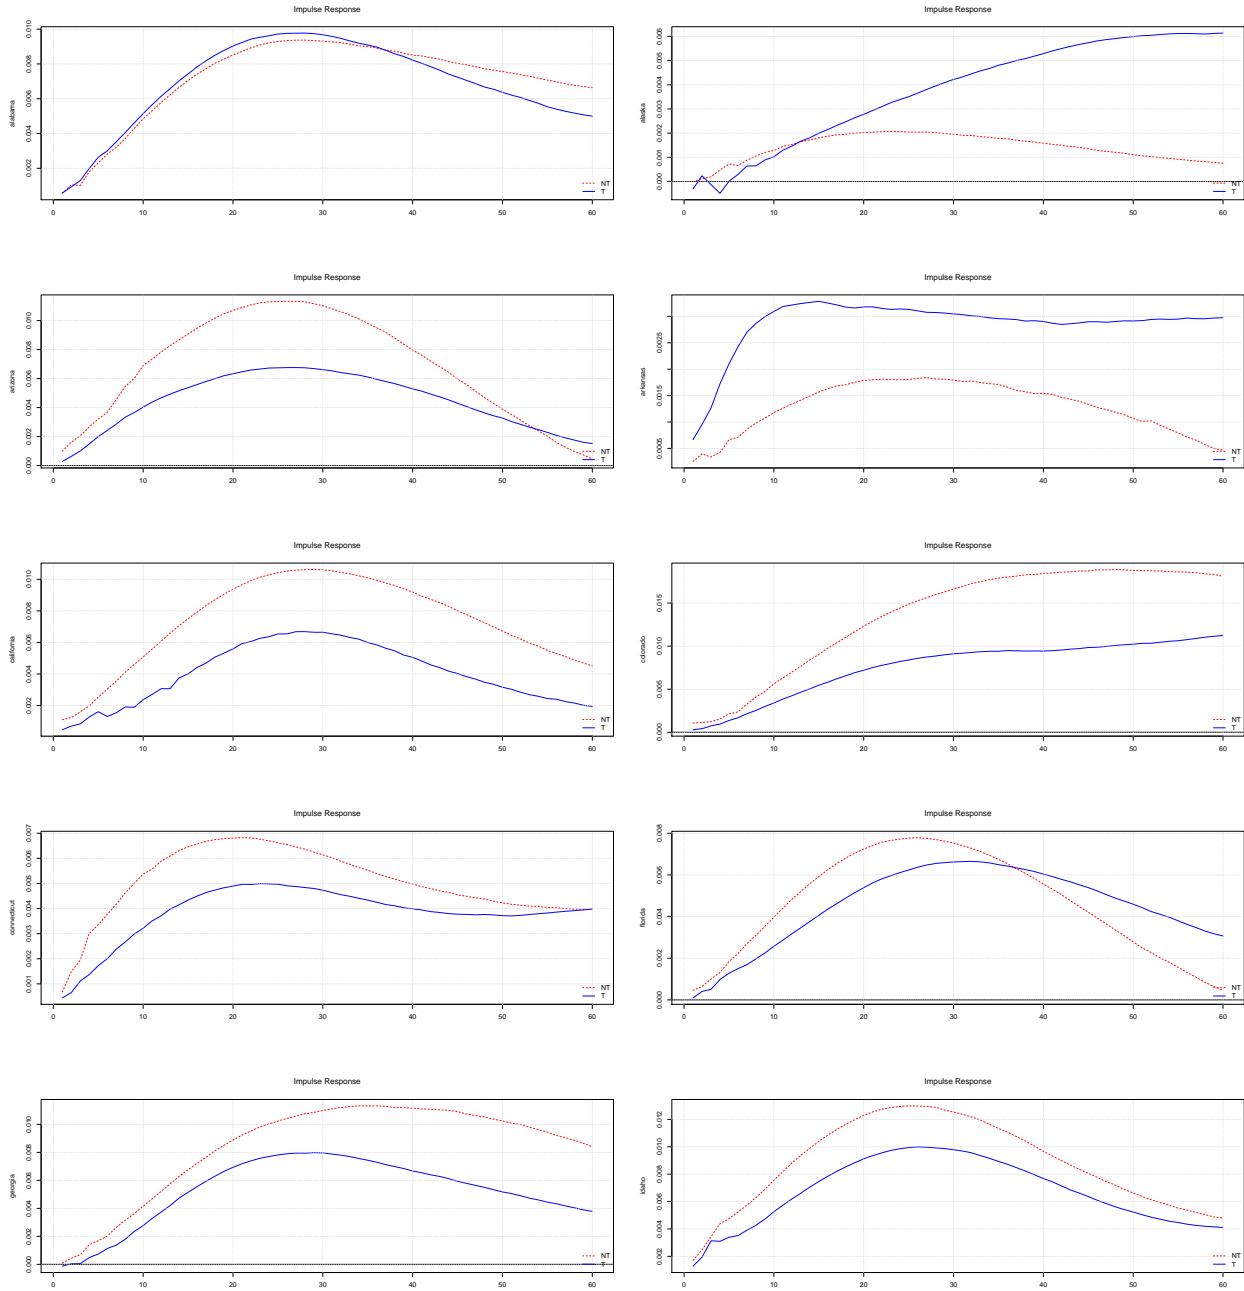 Impulse Response
alabama
0.002 0.004 0.006 0.008 0.010
NT
T
0 10 20 30 40 50 60
Impulse Response
alaska
0.000 0.001 0.002 0.003 0.004 0.005 0.006
NT
T
0 10 20 30 40 50 60
Impulse Response
arizona
0.000 0.002 0.004 0.006 0.008 0.010
NT
T
0 10 20 30 40 50 60
Impulse Response
arkansas
0.0005 0.0015 0.0025
NT
T
0 10 20 30 40 50 60
Impulse Response
california
0.002 0.004 0.006 0.008 0.010
NT
T
0 10 20 30 40 50 60
Impulse Response
colorado
0.000 0.005 0.010 0.015
NT
T
0 10 20 30 40 50 60
Impulse Response
connecticut
0.001 0.002 0.003 0.004 0.005 0.006 0.007
NT
T
0 10 20 30 40 50 60
Impulse Response
florida
0.000 0.002 0.004 0.006 0.008
NT
T
0 10 20 30 40 50 60
Impulse Response
georgia
0.000 0.002 0.004 0.006 0.008 0.010
NT
T
0 10 20 30 40 50 60
Impulse Response
idaho
0.002 0.004 0.006 0.008 0.010 0.012
NT
T
0 10 20 30 40 50 60